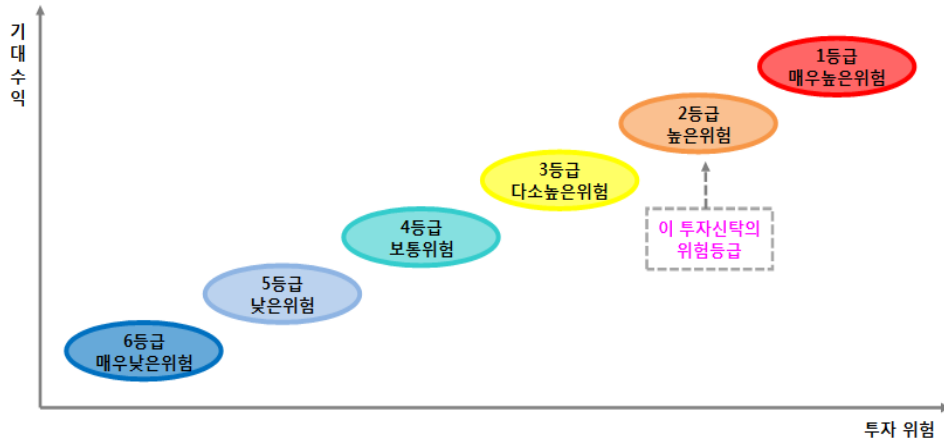 기
대
수
익
1등급
매우높은위험
2등급
높은위험
3등급
다소높은위험
이 투자신탁의
위험등급
4등급
보통위험
5등급
낮은위험
6등급
매우낮은위험
투자 위험